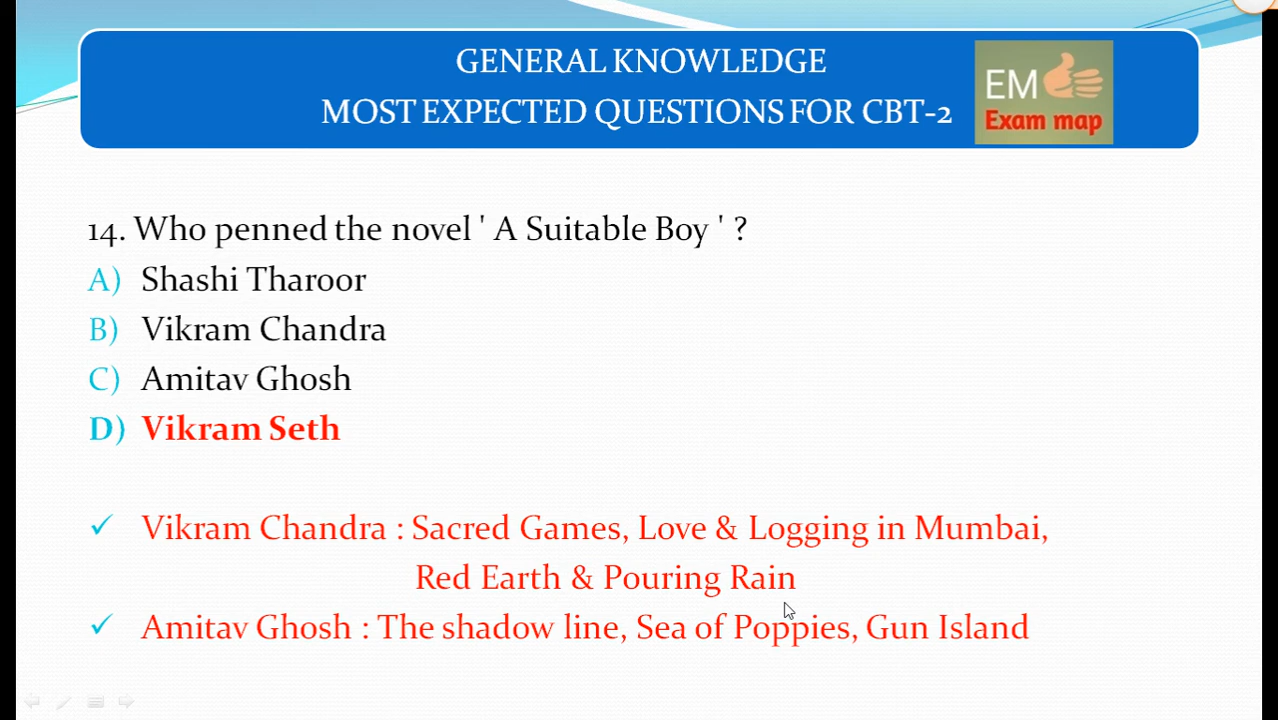 GENERAL KNOWLEDGE
MOST EXPECTED QUESTIONS FOR CBT-2
EM
Exam map
14. Who penned the novel ' A Suitable Boy ' ?
A) Shashi Tharoor
B) Vikram Chandra
C) Amitav Ghosh
D) Vikram Seth
✓ Vikram Chandra : Sacred Games, Love & Logging in Mumbai,
Red Earth & Pouring Rain
✓ Amitav Ghosh : The shadow line, Sea of Poppies, Gun Island